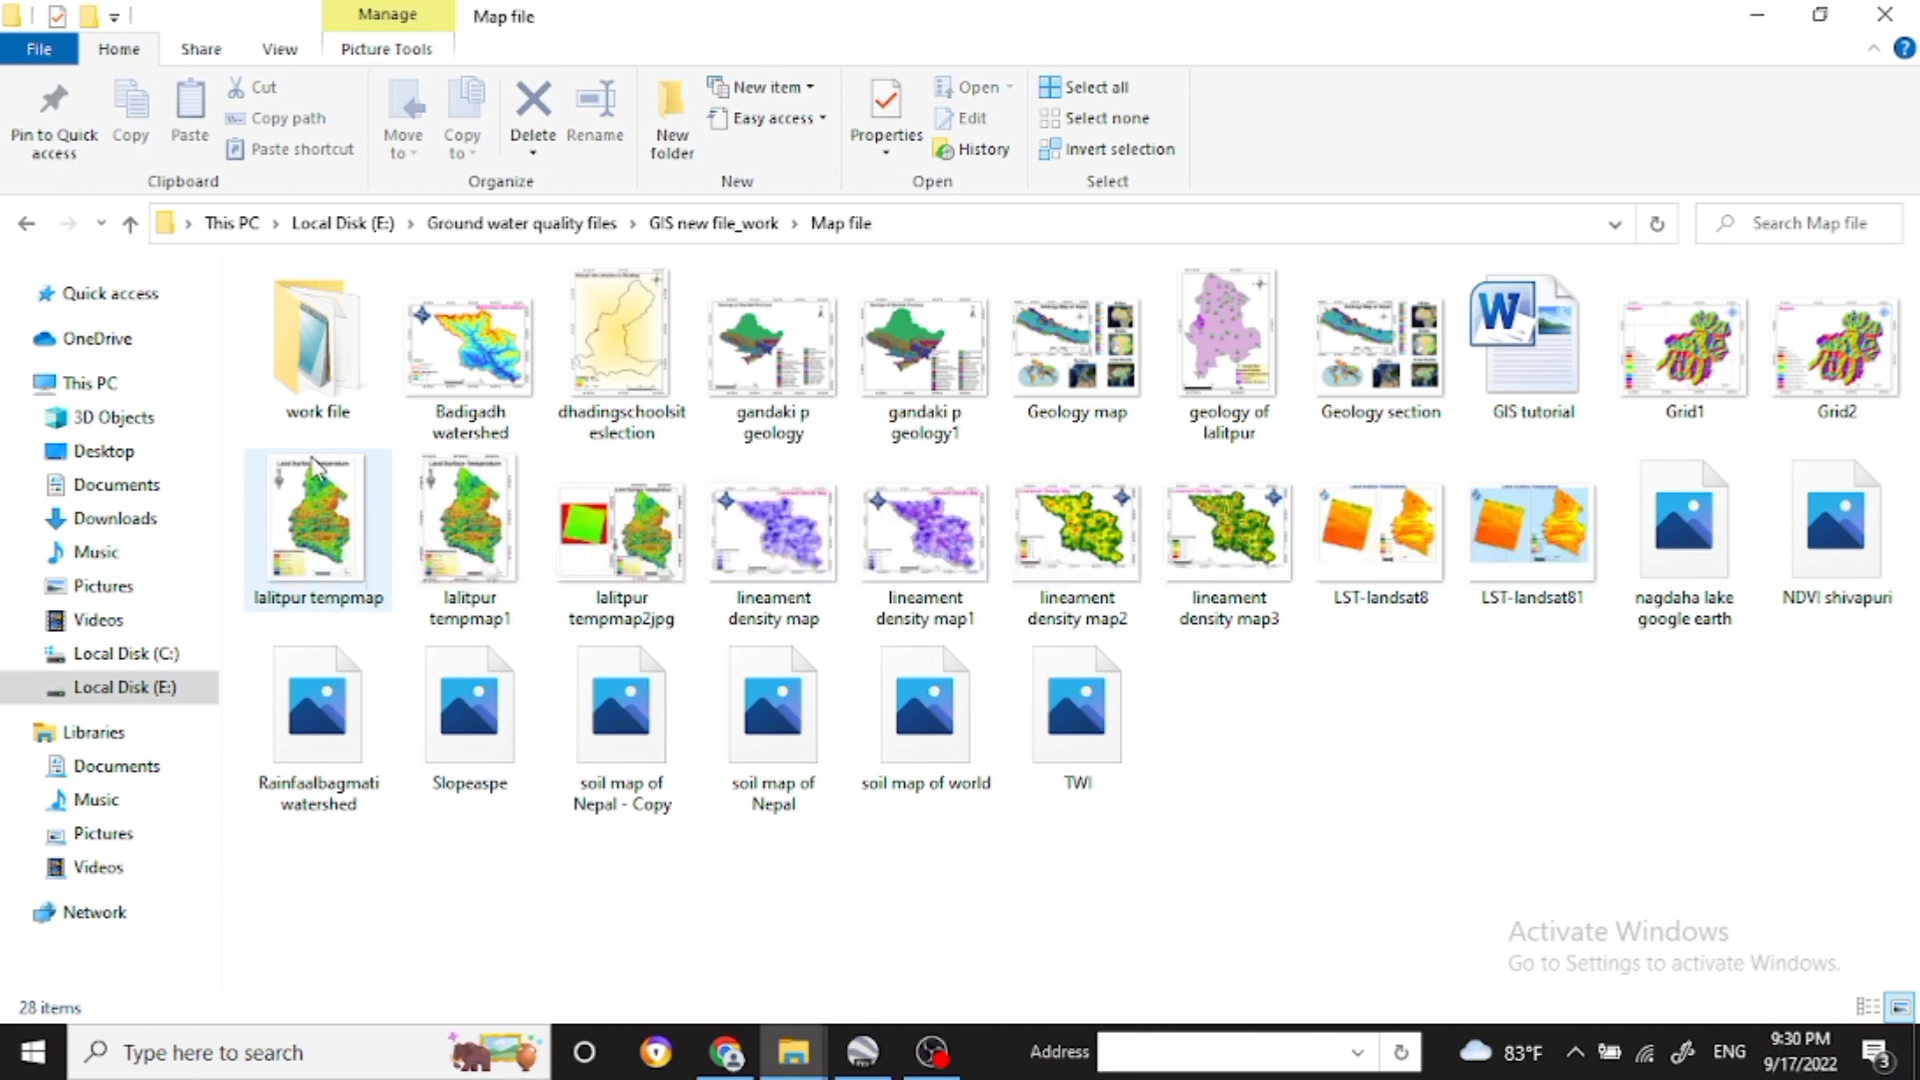 Manage
Map file
File
Home
Share
View
Picture Tools
Pin to Quick
access
Copy
Paste
Cut
Copy path
Paste shortcut
Clipboard
Move
to
Copy
to
Delete
Rename
Organize
New
folder
New item
Easy access
New
Properties
Open
Edit
History
Open
Select all
Select none
Invert selection
Select
This PC > Local Disk (E:) > Ground water quality files > GIS new file_work > Map file
Search Map file
Quick access
OneDrive
This PC
3D Objects
Desktop
Documents
Downloads
Music
Pictures
Videos
Local Disk (C:)
Local Disk (E:)
Libraries
Documents
Music
Pictures
Videos
Network
work file
Badigadh
watershed
dhadingschoolsit
eslection
gandaki p
geology
gandaki p
geology1
Geology map
geology of
lalitpur
Geology section
GIS tutorial
Grid1
Grid2
lalitpur tempmap
lalitpur
tempmap1
lalitpur
tempmap2jpg
lineament
density map
lineament
density map1
lineament
density map2
lineament
density map3
LST-landsat8
LST-landsat81
nagdaha lake
google earth
NDVI shivapuri
Rainfaalbagmati
watershed
Slopeaspe
soil map of
Nepal - Copy
soil map of
Nepal
soil map of world
TWI
Activate Windows
Go to Settings to activate Windows.
28 items
Type here to search
Address
83°F
ENG
9:30 PM
9/17/2022
3